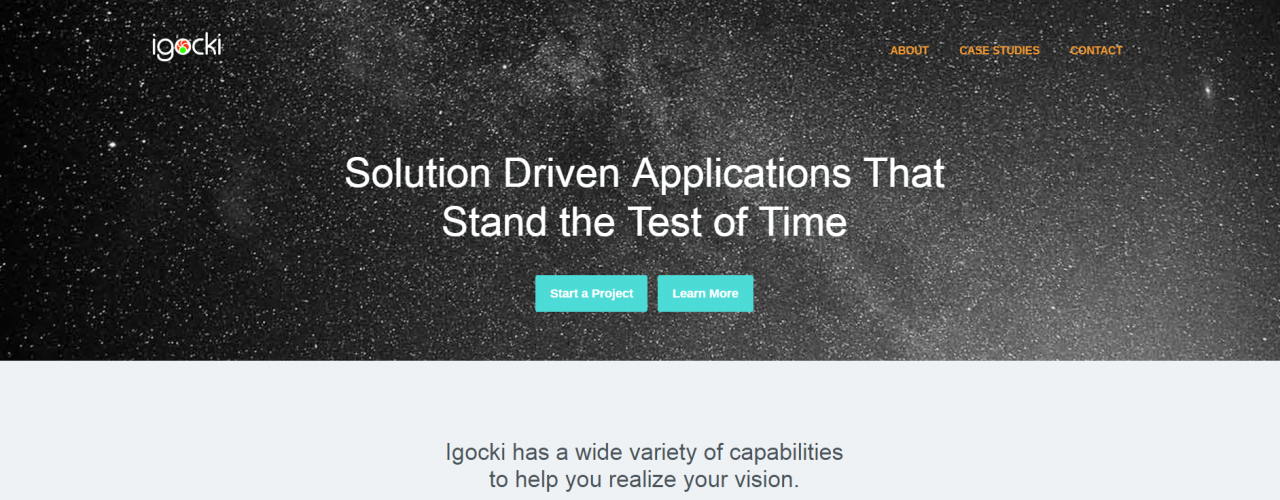 igocki
ABOUT
CASE STUDIES
CONTACT
Solution Driven Applications That
Stand the Test of Time
Start a Project
Learn More
Igocki has a wide variety of capabilities
to help you realize your vision.